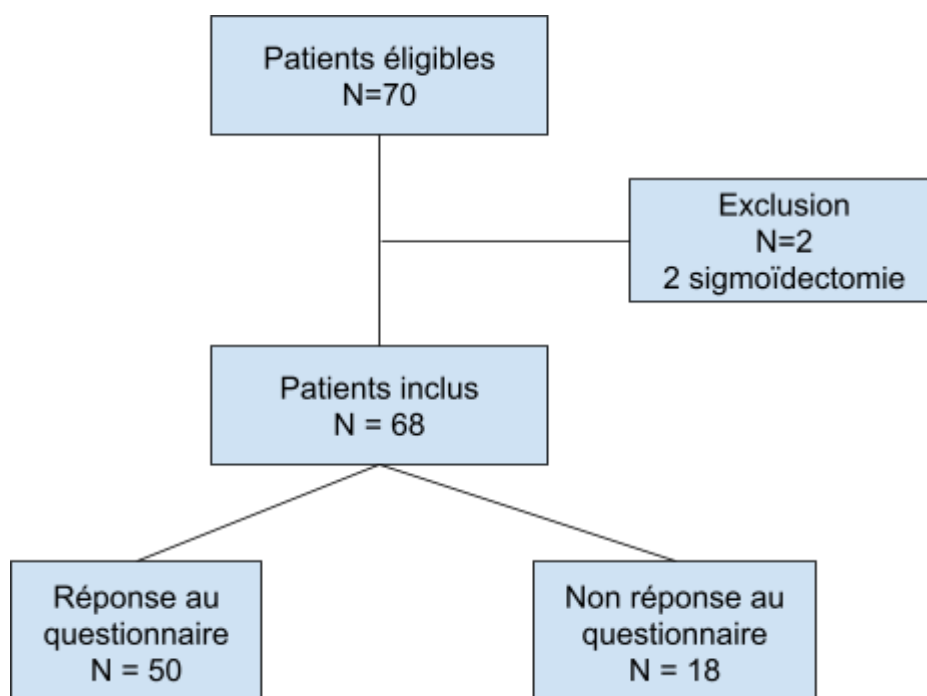 Patients éligibles
N=70
Exclusion
N=2
2 sigmoïdectomie
Patients inclus
N = 68
Réponse au
questionnaire
N = 50
Non réponse au
questionnaire
N = 18